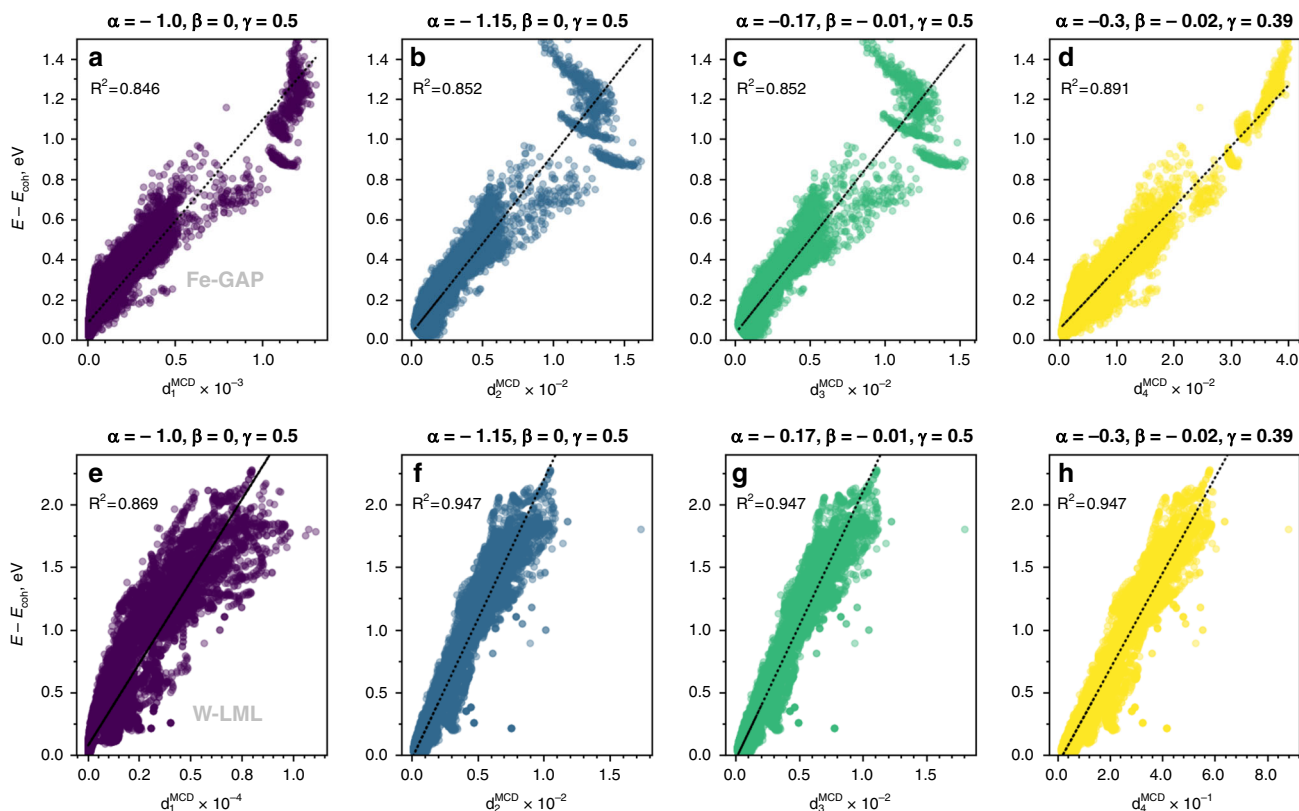 α = – 1.0, β = 0, γ = 0.5
α = – 1.15, β = 0, γ = 0.5
α = –0.17, β = – 0.01, γ = 0.5
α = –0.3, β = – 0.02, γ = 0.39
a
R²=0.846
Fe-GAP
E – E_coh, eV
1.4
1.2
1.0
0.8
0.6
0.4
0.2
0.0
0.0 0.5 1.0
d₁^MCD × 10⁻³
b
R²=0.852
0.0 0.5 1.0 1.5
d₂^MCD × 10⁻²
c
R²=0.852
0.0 0.5 1.0 1.5
d₃^MCD × 10⁻²
d
R²=0.891
0.0 1.0 2.0 3.0 4.0
d₄^MCD × 10⁻²
α = – 1.0, β = 0, γ = 0.5
α = – 1.15, β = 0, γ = 0.5
α = – 0.17, β = – 0.01, γ = 0.5
α = –0.3, β = – 0.02, γ = 0.39
e
R²=0.869
W-LML
E – E_coh, eV
2.0
1.5
1.0
0.5
0.0
0.0 0.2 0.5 0.8 1.0
d₁^MCD × 10⁻⁴
f
R²=0.947
0.0 0.5 1.0 1.5
d₂^MCD × 10⁻²
g
R²=0.947
0.0 0.5 1.0 1.5
d₃^MCD × 10⁻²
h
R²=0.947
0.0 2.0 4.0 6.0 8.0
d₄^MCD × 10⁻¹